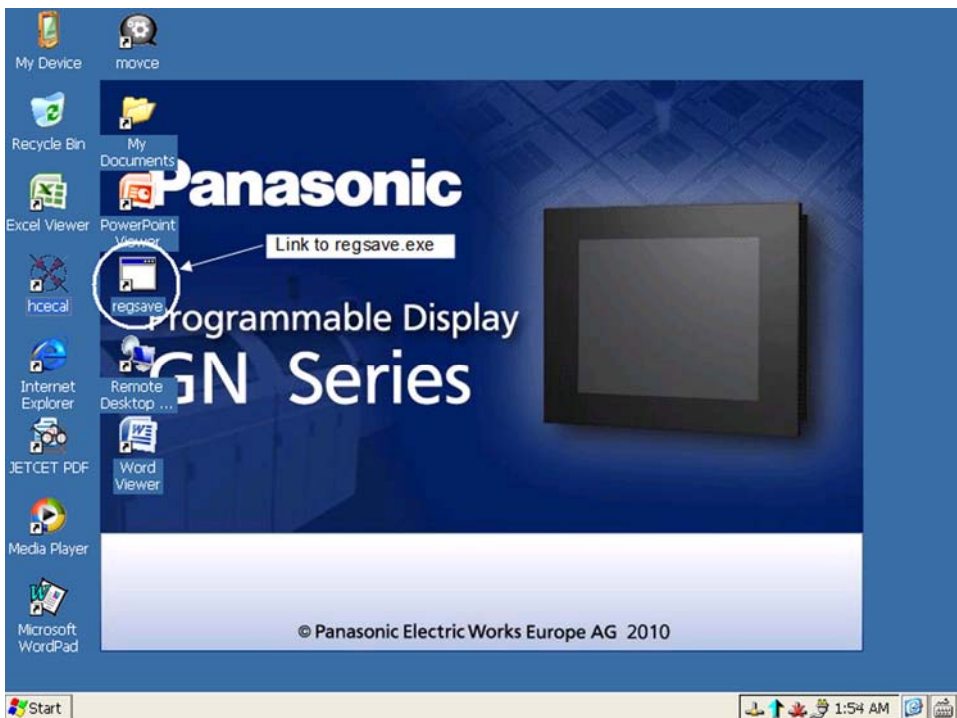 My Device
movce
Recycle Bin
My
Documents
Panasonic
Excel Viewer
PowerPoint
Viewer
Link to regsave.exe
hcecal
regsave
Programmable Display
GN Series
Internet
Explorer
Remote
Desktop ...
JETCET PDF
Word
Viewer
Media Player
Microsoft
WordPad
© Panasonic Electric Works Europe AG 2010
Start
1:54 AM